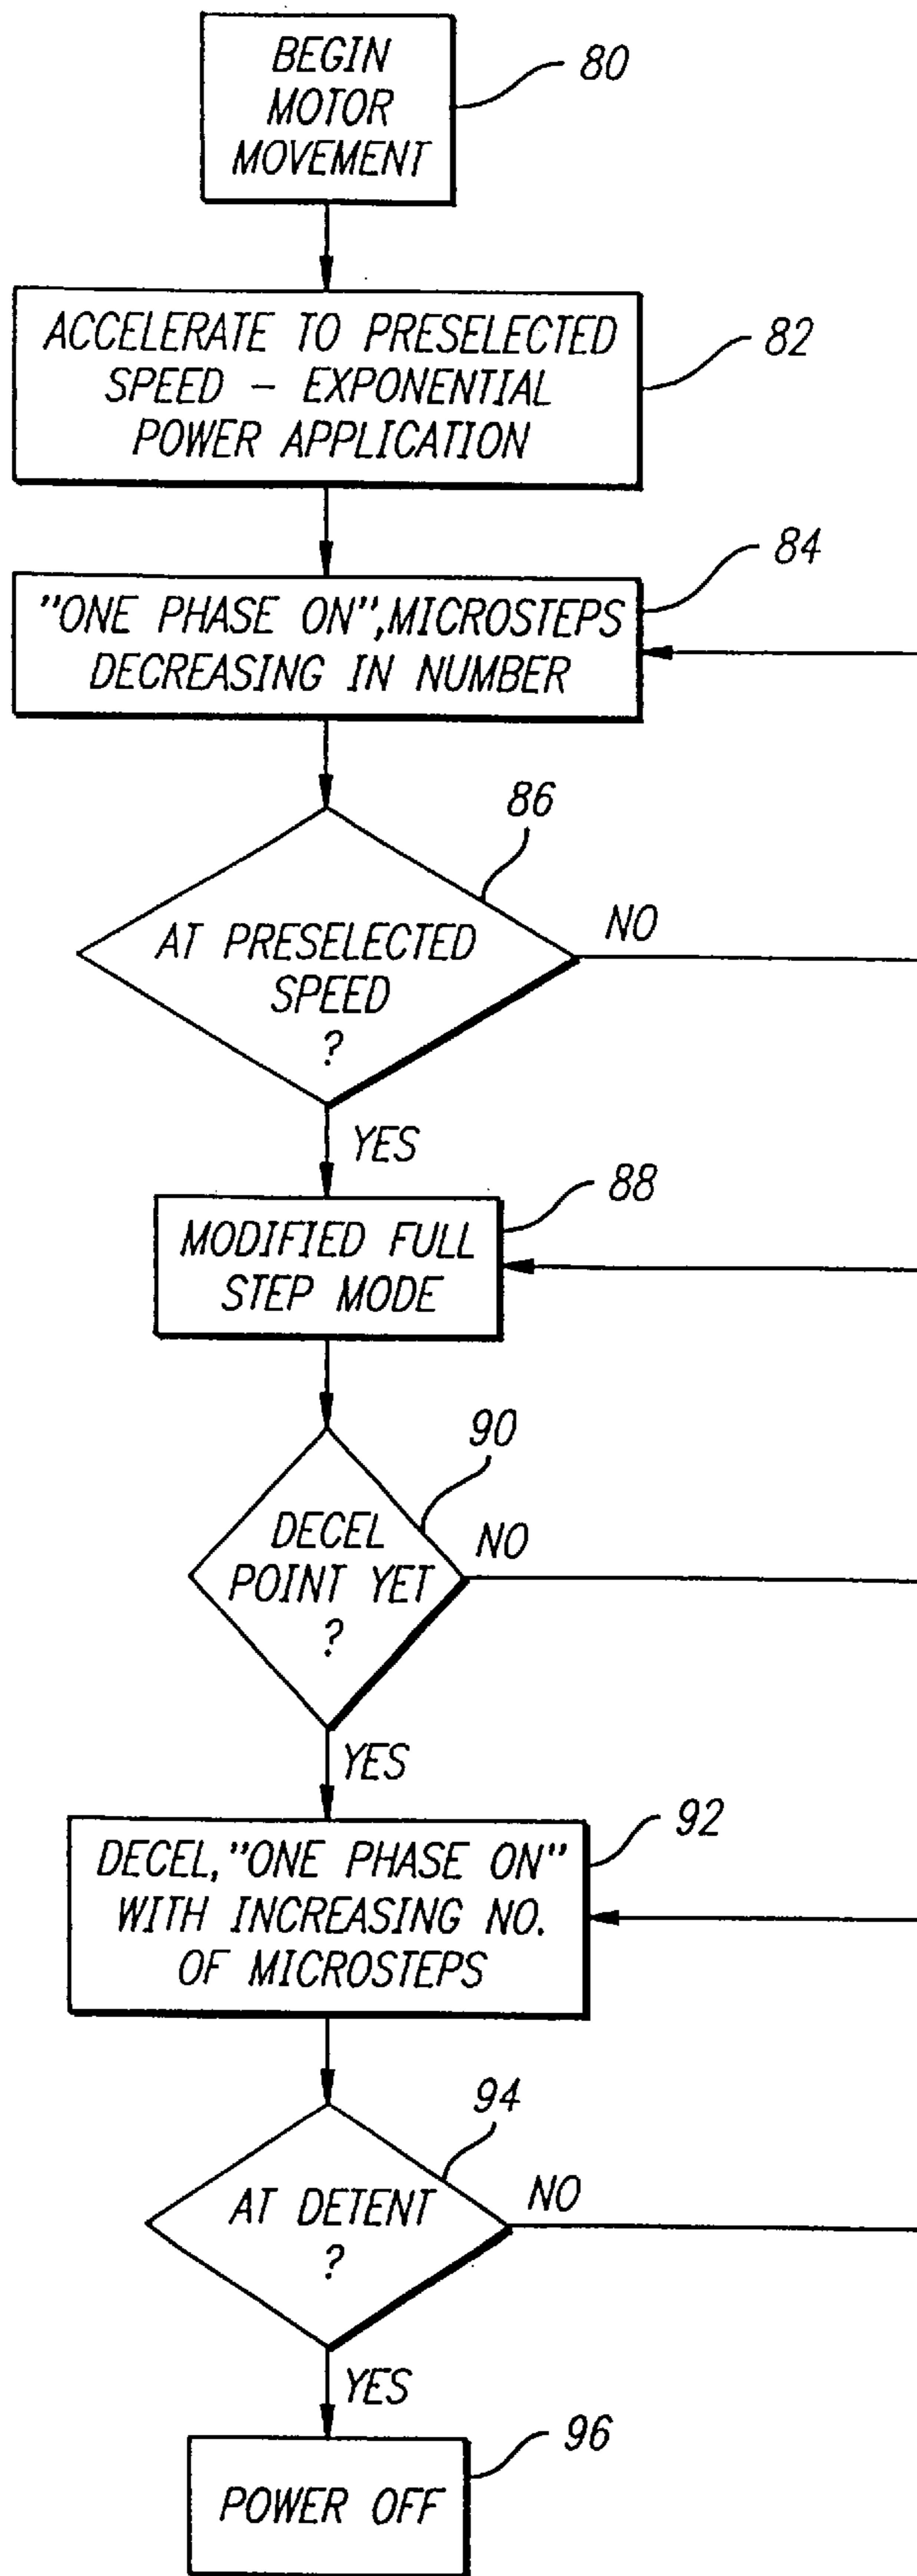 BEGIN
MOTOR
MOVEMENT
80
ACCELERATE TO PRESELECTED
SPEED – EXPONENTIAL
POWER APPLICATION
82
"ONE PHASE ON",MICROSTEPS
DECREASING IN NUMBER
84
AT PRESELECTED
SPEED
?
86
NO
YES
MODIFIED FULL
STEP MODE
88
DECEL
POINT YET
?
90
NO
YES
DECEL,"ONE PHASE ON"
WITH INCREASING NO.
OF MICROSTEPS
92
AT DETENT
?
94
NO
YES
POWER OFF
96